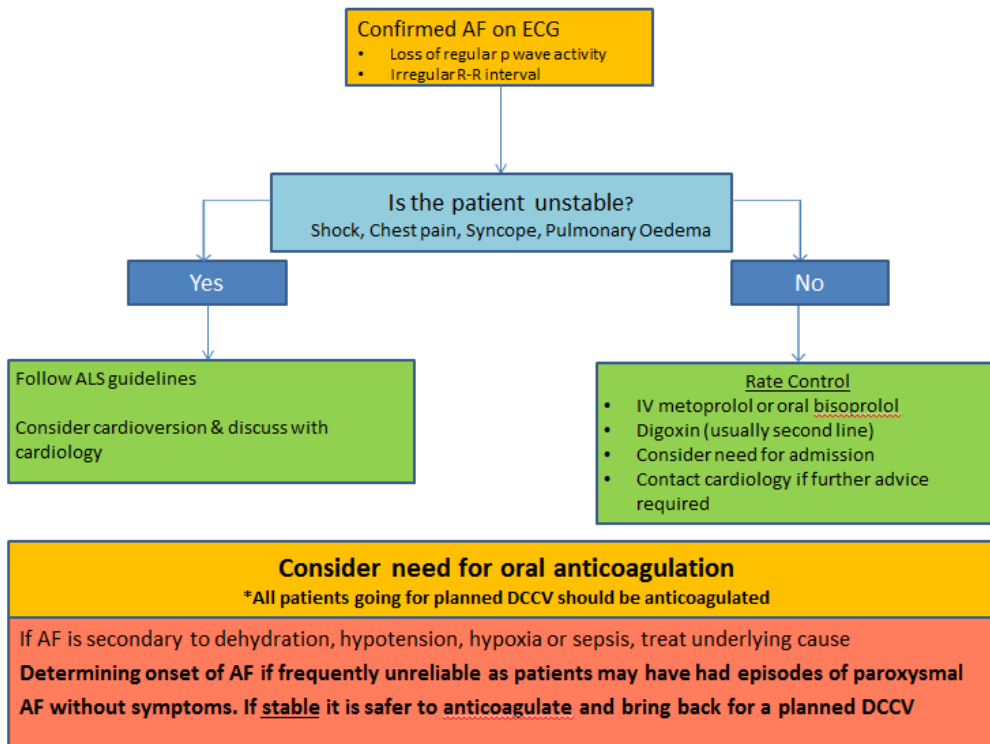 Confirmed AF on ECG
• Loss of regular p wave activity
• Irregular R-R interval
Is the patient unstable?
Shock, Chest pain, Syncope, Pulmonary Oedema
Yes
No
Follow ALS guidelines
Consider cardioversion & discuss with
cardiology
Rate Control
• IV metoprolol or oral bisoprolol
• Digoxin (usually second line)
• Consider need for admission
• Contact cardiology if further advice
required
Consider need for oral anticoagulation
*All patients going for planned DCCV should be anticoagulated
If AF is secondary to dehydration, hypotension, hypoxia or sepsis, treat underlying cause
Determining onset of AF if frequently unreliable as patients may have had episodes of paroxysmal
AF without symptoms. If stable it is safer to anticoagulate and bring back for a planned DCCV